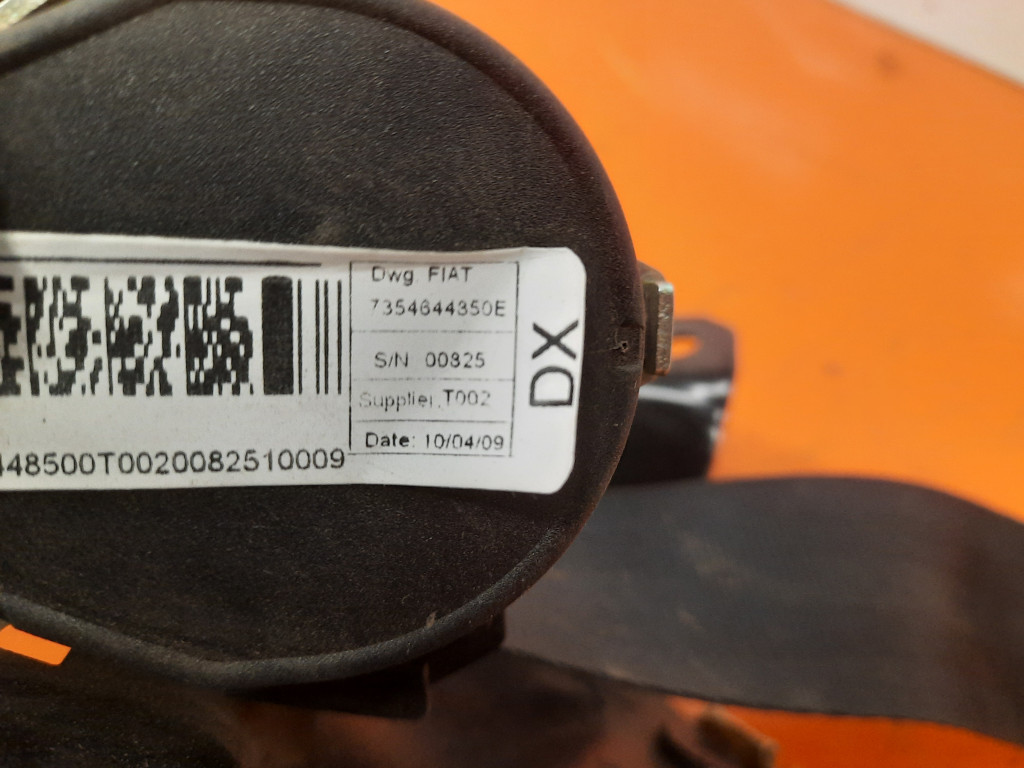 Dwg. FIAT
7354644350E
S/N 00825
Supplier.T002
Date: 10/04/09
DX
448500T0020082510009